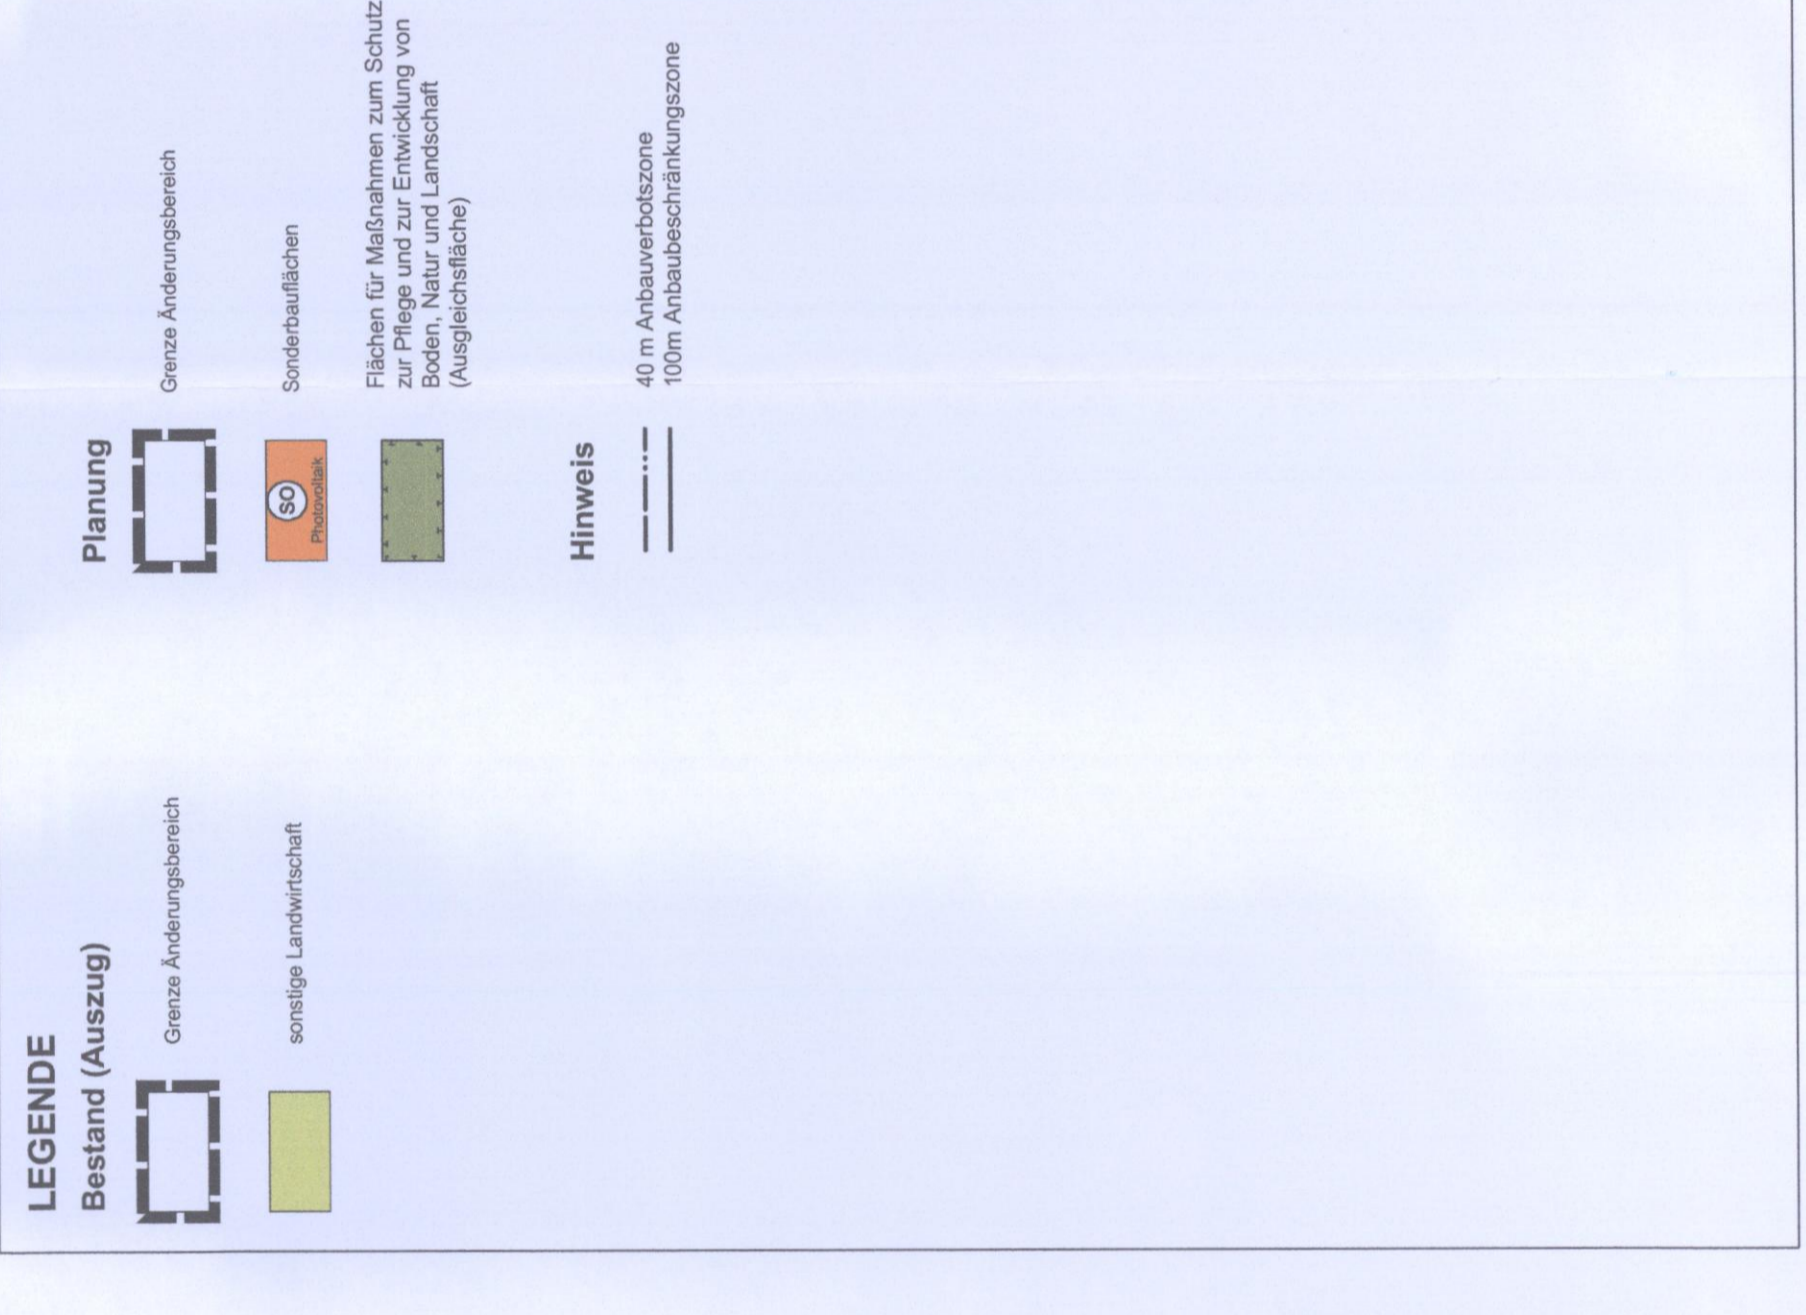 LEGENDE
Bestand (Auszug)
Grenze Änderungsbereich
sonstige Landwirtschaft
Planung
Grenze Änderungsbereich
SO
Photovoltaik
Sonderbauflächen
Flächen für Maßnahmen zum Schutz
zur Pflege und zur Entwicklung von
Boden, Natur und Landschaft
(Ausgleichsfläche)
Hinweis
40 m Anbauverbotszone
100m Anbaubeschränkungszone